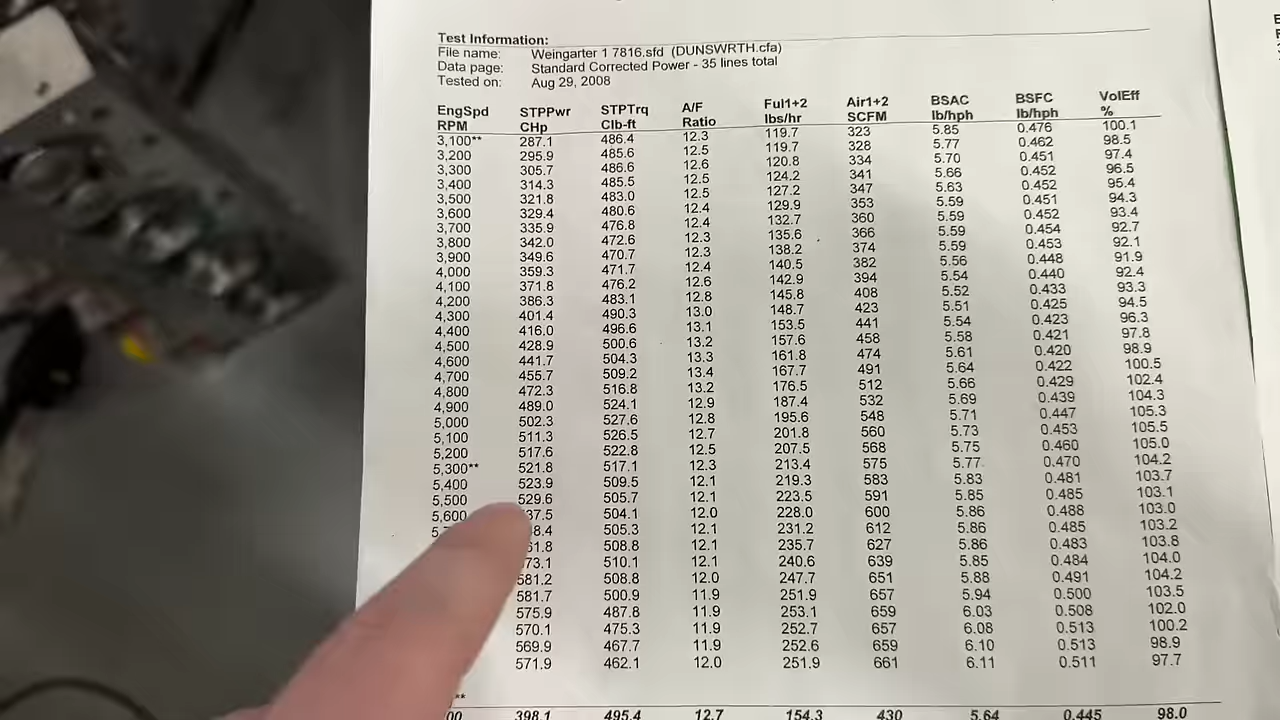 Test Information:
File name: Weingarter 1 7816.sfd (DUNSWRTH.cfa)
Data page: Standard Corrected Power - 35 lines total
Tested on: Aug 29, 2008
EngSpd STPPwr STPTrq A/F Ful1+2 Air1+2 BSAC BSFC VolEff
RPM CHp Clb-ft Ratio lbs/hr SCFM lb/hph lb/hph %
3,100** 287.1 486.4 12.3 119.7 323 5.85 0.476 100.1
3,200 295.9 485.6 12.5 119.7 328 5.77 0.462 98.5
3,300 305.7 486.6 12.6 120.8 334 5.70 0.451 97.4
3,400 314.3 485.5 12.5 124.2 341 5.66 0.452 96.5
3,500 321.8 483.0 12.5 127.2 347 5.63 0.452 95.4
3,600 329.4 480.6 12.4 129.9 353 5.59 0.451 94.3
3,700 335.9 476.8 12.4 132.7 360 5.59 0.452 93.4
3,800 342.0 472.6 12.3 135.6 366 5.59 0.454 92.7
3,900 349.6 470.7 12.3 138.2 374 5.59 0.453 92.1
4,000 359.3 471.7 12.4 140.5 382 5.56 0.448 91.9
4,100 371.8 476.2 12.6 142.9 394 5.54 0.440 92.4
4,200 386.3 483.1 12.8 145.8 408 5.52 0.433 93.3
4,300 401.4 490.3 13.0 148.7 423 5.51 0.425 94.5
4,400 416.0 496.6 13.1 153.5 441 5.54 0.423 96.3
4,500 428.9 500.6 13.2 157.6 458 5.58 0.421 97.8
4,600 441.7 504.3 13.3 161.8 474 5.61 0.420 98.9
4,700 455.7 509.2 13.4 167.7 491 5.64 0.422 100.5
4,800 472.3 516.8 13.2 176.5 512 5.66 0.429 102.4
4,900 489.0 524.1 12.9 187.4 532 5.69 0.439 104.3
5,000 502.3 527.6 12.8 195.6 548 5.71 0.447 105.3
5,100 511.3 526.5 12.7 201.8 560 5.73 0.453 105.5
5,200 517.6 522.8 12.5 207.5 568 5.75 0.460 105.0
5,300** 521.8 517.1 12.3 213.4 575 5.77 0.470 104.2
5,400 523.9 509.5 12.1 219.3 583 5.83 0.481 103.7
5,500 529.6 505.7 12.1 223.5 591 5.85 0.485 103.1
5,600 37.5 504.1 12.0 228.0 600 5.86 0.488 103.0
5,7 8.4 505.3 12.1 231.2 612 5.86 0.485 103.2
61.8 508.8 12.1 235.7 627 5.86 0.483 103.8
73.1 510.1 12.1 240.6 639 5.85 0.484 104.0
581.2 508.8 12.0 247.7 651 5.88 0.491 104.2
581.7 500.9 11.9 251.9 657 5.94 0.500 103.5
575.9 487.8 11.9 253.1 659 6.03 0.508 102.0
570.1 475.3 11.9 252.7 657 6.08 0.513 100.2
569.9 467.7 11.9 252.6 659 6.10 0.513 98.9
571.9 462.1 12.0 251.9 661 6.11 0.511 97.7
**
00 398.1 495.4 12.7 154.3 430 5.64 0.445 98.0